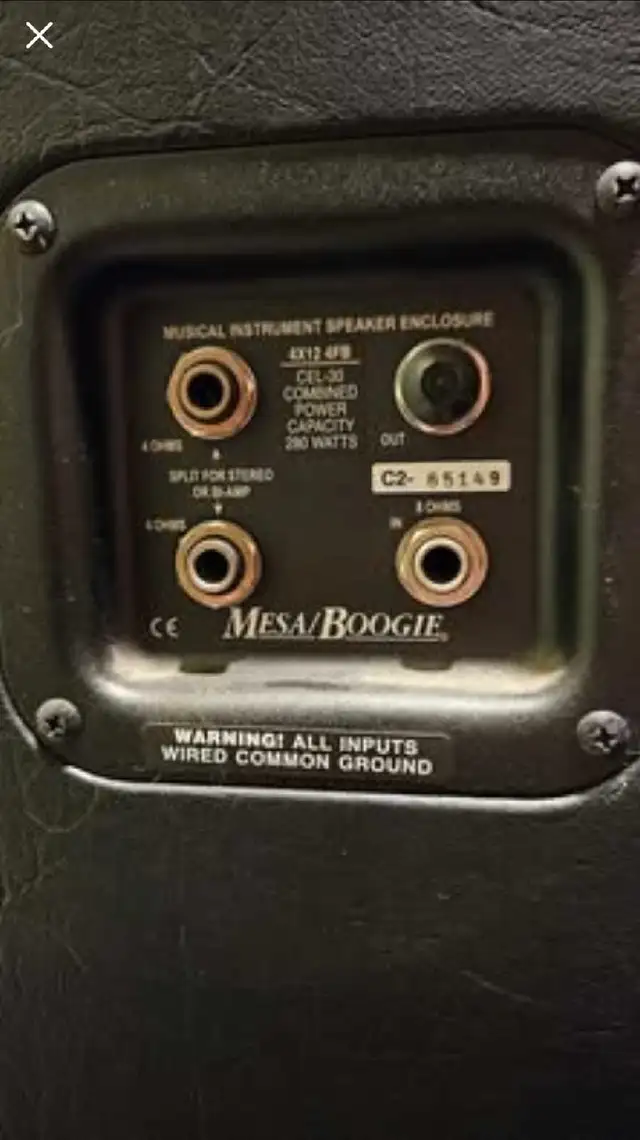 MUSICAL INSTRUMENT SPEAKER ENCLOSURE
4X12 4FB
CEL-30
COMBINED
POWER
CAPACITY
280 WATTS
4 OHMS
SPLIT FOR STEREO
OR BI-AMP
4 OHMS
OUT
C2- 85149
8 OHMS
IN
CE
MESA/BOOGIE®
WARNING! ALL INPUTS
WIRED COMMON GROUND